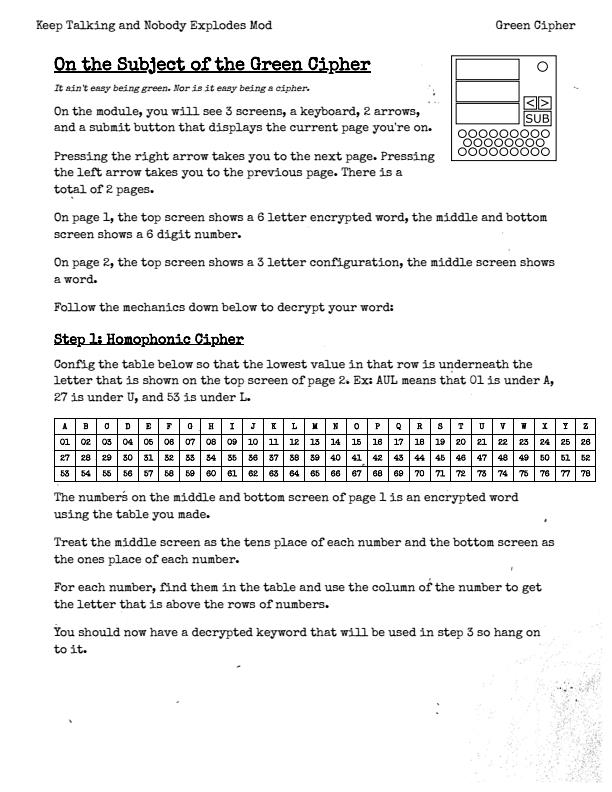 Keep Talking and Nobody Explodes Mod Green Cipher
On the Subject of the Green Cipher
It ain't easy being green. Nor is it easy being a cipher.
On the module, you will see 3 screens, a keyboard, 2 arrows,
and a submit button that displays the current page you're on.
< >
SUB
Pressing the right arrow takes you to the next page. Pressing
the left arrow takes you to the previous page. There is a
total of 2 pages.
On page 1, the top screen shows a 6 letter encrypted word, the middle and bottom
screen shows a 6 digit number.
On page 2, the top screen shows a 3 letter configuration, the middle screen shows
a word.
Follow the mechanics down below to decrypt your word:
Step 1: Homophonic Cipher
Config the table below so that the lowest value in that row is underneath the
letter that is shown on the top screen of page 2. Ex: AUL means that 01 is under A,
27 is under U, and 53 is under L.
A B C D E F G H I J K L M N O P Q R S T U V W X Y Z
01 02 03 04 05 06 07 08 09 10 11 12 13 14 15 16 17 18 19 20 21 22 23 24 25 26
27 28 29 30 31 32 33 34 35 36 37 38 39 40 41 42 43 44 45 46 47 48 49 50 51 52
53 54 55 56 57 58 59 60 61 62 63 64 65 66 67 68 69 70 71 72 73 74 75 76 77 78
The numbers on the middle and bottom screen of page 1 is an encrypted word
using the table you made.
Treat the middle screen as the tens place of each number and the bottom screen as
the ones place of each number.
For each number, find them in the table and use the column of the number to get
the letter that is above the rows of numbers.
You should now have a decrypted keyword that will be used in step 3 so hang on
to it.